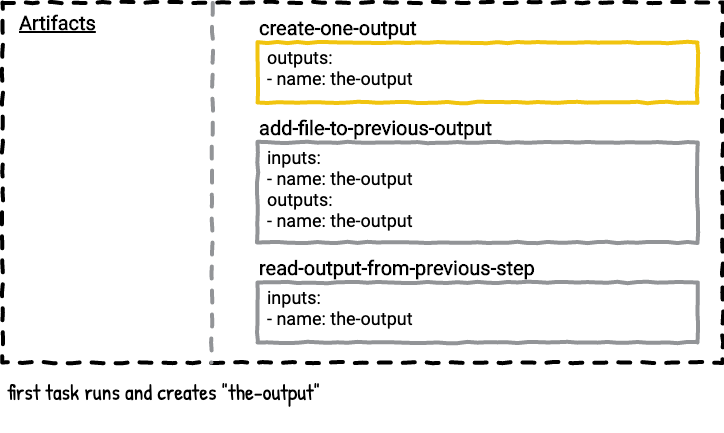 Artifacts
create-one-output
outputs:
- name: the-output
add-file-to-previous-output
inputs:
- name: the-output
outputs:
- name: the-output
read-output-from-previous-step
inputs:
- name: the-output
first task runs and creates "the-output"